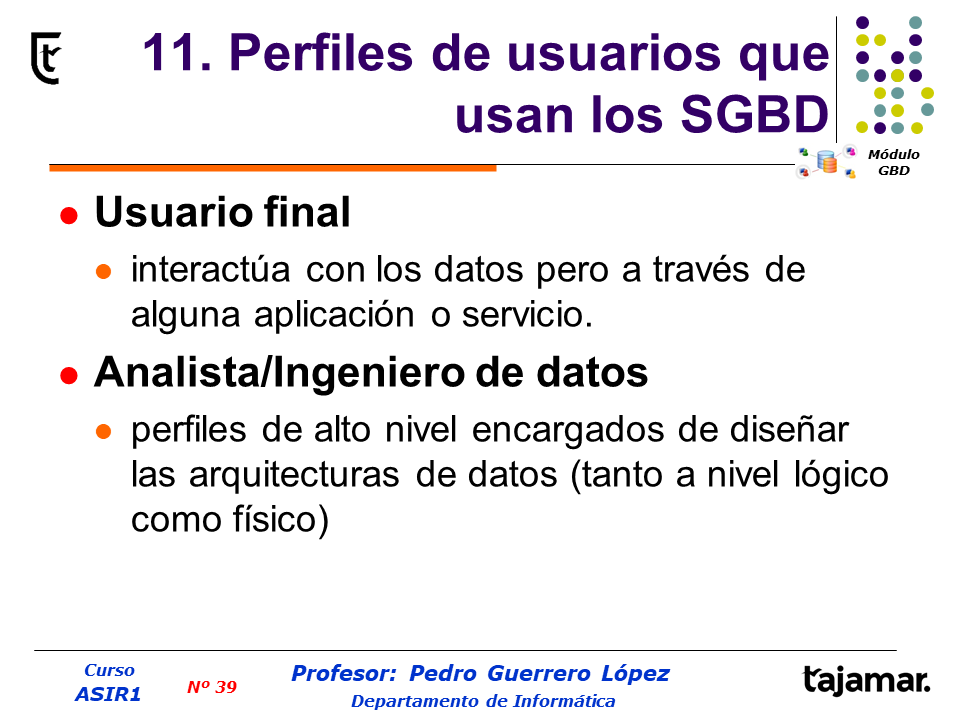 11. Perfiles de usuarios que
usan los SGBD
Módulo
GBD
● Usuario final
● interactúa con los datos pero a través de
alguna aplicación o servicio.
● Analista/Ingeniero de datos
● perfiles de alto nivel encargados de diseñar
las arquitecturas de datos (tanto a nivel lógico
como físico)
Curso
ASIR1
Nº 39
Profesor: Pedro Guerrero López
Departamento de Informática
tajamar.